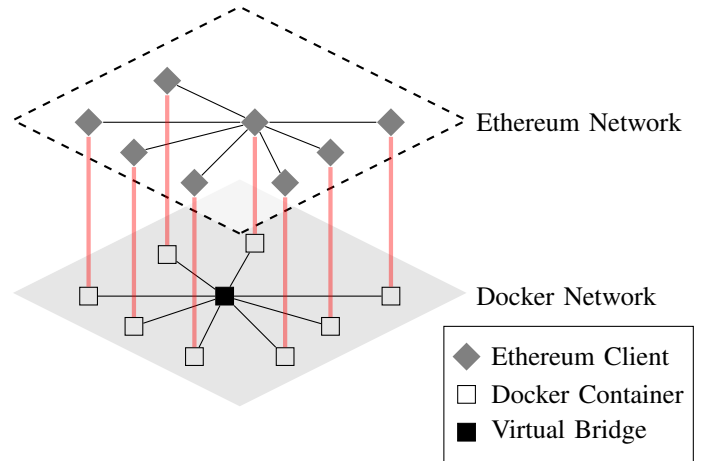 Ethereum Network
Docker Network
Ethereum Client
Docker Container
Virtual Bridge